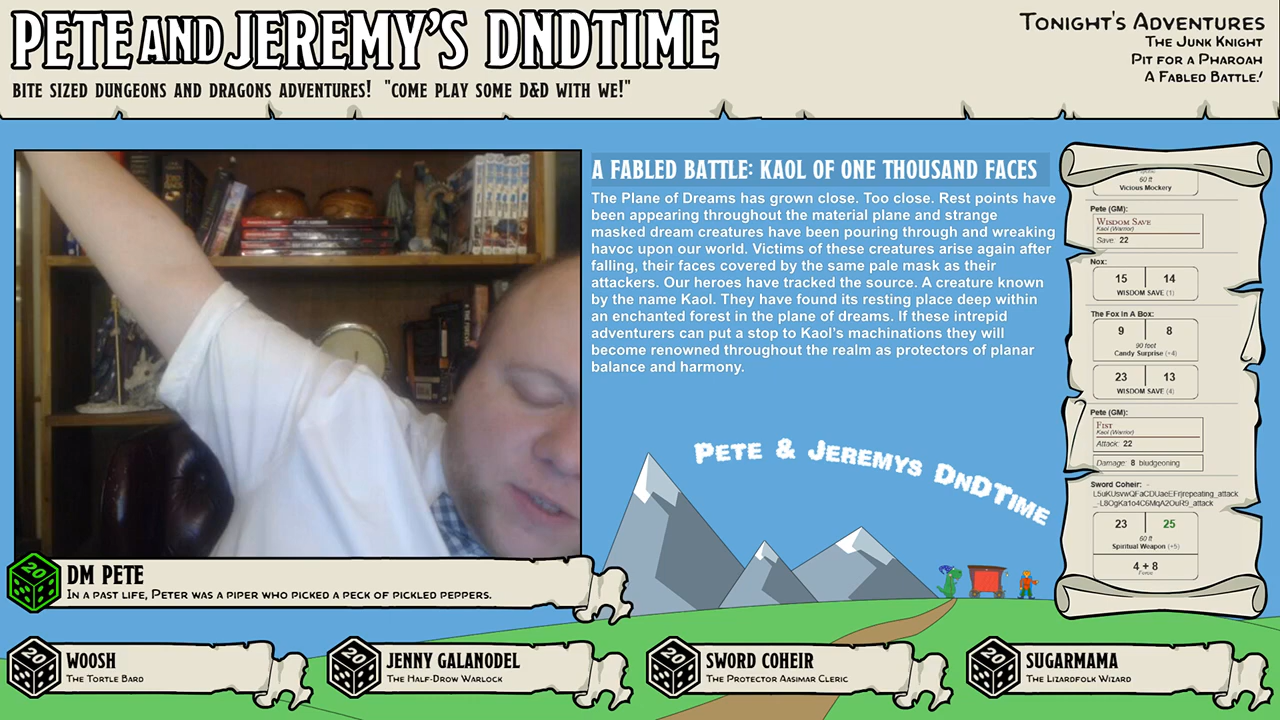 PETE AND JEREMY'S DNDTIME
BITE SIZED DUNGEONS AND DRAGONS ADVENTURES! "COME PLAY SOME D&D WITH WE!"
TONIGHT'S ADVENTURES
THE JUNK KNIGHT
PIT FOR A PHAROAH
A FABLED BATTLE!
A FABLED BATTLE: KAOL OF ONE THOUSAND FACES
The Plane of Dreams has grown close. Too close. Rest points have
been appearing throughout the material plane and strange
masked dream creatures have been pouring through and wreaking
havoc upon our world. Victims of these creatures arise again after
falling, their faces covered by the same pale mask as their
attackers. Our heroes have tracked the source. A creature known
by the name Kaol. They have found its resting place deep within
an enchanted forest in the plane of dreams. If these intrepid
adventurers can put a stop to Kaol's machinations they will
become renowned throughout the realm as protectors of planar
balance and harmony.
PETE & JEREMYS DNDTIME
60 ft
Vicious Mockery
Pete (GM):
WISDOM SAVE
Kaol (Warrior)
Save: 22
Nox:
15 14
WISDOM SAVE (1)
The Fox in A Box:
9 8
90 feet
Candy Surprise (+4)
23 13
WISDOM SAVE (4)
Pete (GM):
FIST
Kaol (Warrior)
Attack: 22
Damage: 8 bludgeoning
Sword Coheir: -
23 25
60 ft
Spiritual Weapon (+5)
4 + 8
Force
20
DM PETE
IN A PAST LIFE, PETER WAS A PIPER WHO PICKED A PECK OF PICKLED PEPPERS.
20
WOOSH
THE TORTLE BARD
20
JENNY GALANODEL
THE HALF-DROW WARLOCK
20
SWORD COHEIR
THE PROTECTOR AASIMAR CLERIC
20
SUGARMAMA
THE LIZARDFOLK WIZARD